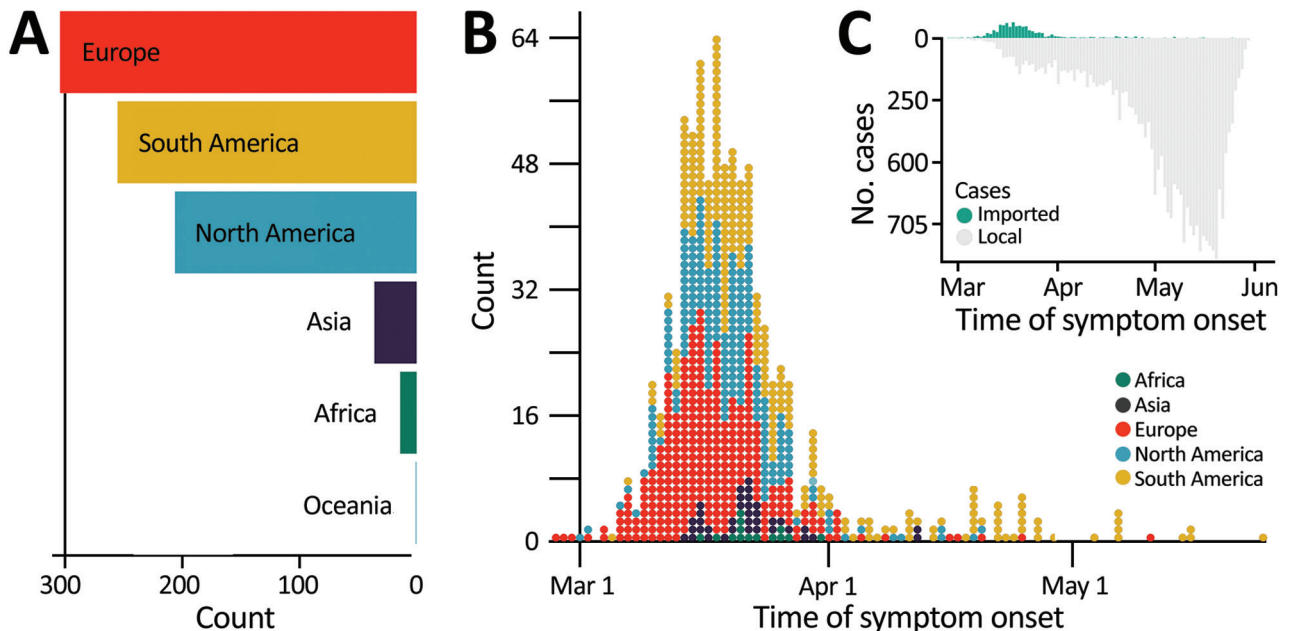 A
Europe
South America
North America
Asia
Africa
Oceania
300 200 100 0
Count
B
64
48
32
16
0
Count
Mar 1 Apr 1 May 1
Time of symptom onset
C
0
250
600
705
No. cases
Cases
Imported
Local
Mar Apr May Jun
Time of symptom onset
Africa
Asia
Europe
North America
South America